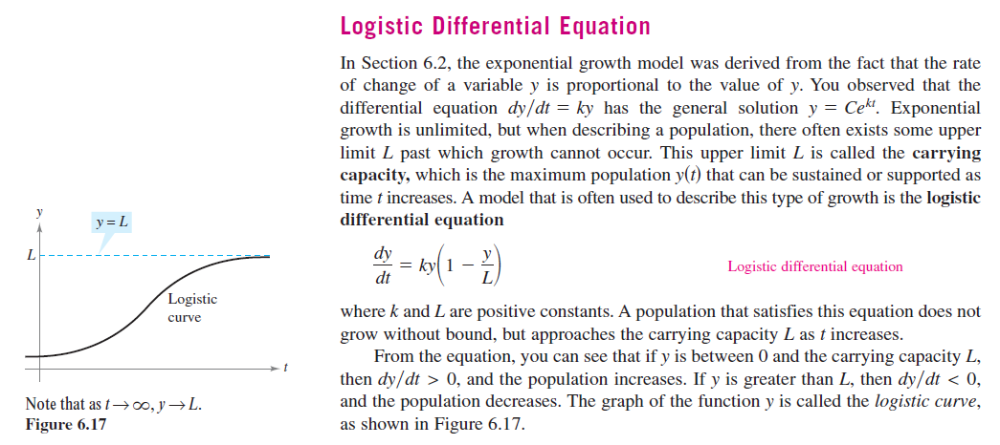 Logistic Differential Equation
In Section 6.2, the exponential growth model was derived from the fact that the rate
of change of a variable y is proportional to the value of y. You observed that the
differential equation dy/dt = ky has the general solution y = Ce^{kt}. Exponential
growth is unlimited, but when describing a population, there often exists some upper
limit L past which growth cannot occur. This upper limit L is called the carrying
capacity, which is the maximum population y(t) that can be sustained or supported as
time t increases. A model that is often used to describe this type of growth is the logistic
differential equation
dy/dt = ky(1 − y/L)
Logistic differential equation
where k and L are positive constants. A population that satisfies this equation does not
grow without bound, but approaches the carrying capacity L as t increases.
From the equation, you can see that if y is between 0 and the carrying capacity L,
then dy/dt > 0, and the population increases. If y is greater than L, then dy/dt < 0,
and the population decreases. The graph of the function y is called the logistic curve,
as shown in Figure 6.17.
y
y = L
L
Logistic
curve
t
Note that as t → ∞, y → L.
Figure 6.17